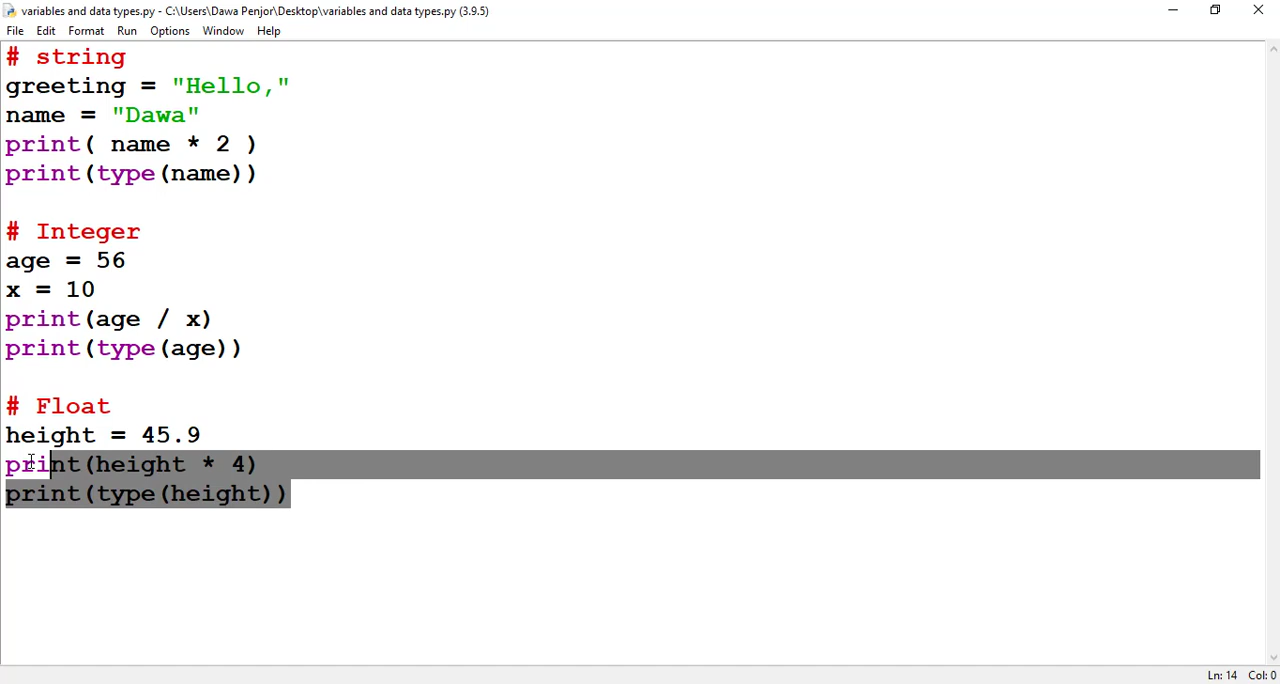 variables and data types.py - C:\Users\Dawa Penjor\Desktop\variables and data types.py (3.9.5)
File Edit Format Run Options Window Help
# string
greeting = "Hello,"
name = "Dawa"
print( name * 2 )
print(type(name))
# Integer
age = 56
x = 10
print(age / x)
print(type(age))
# Float
height = 45.9
print(height * 4)
print(type(height))
Ln: 14 Col: 0